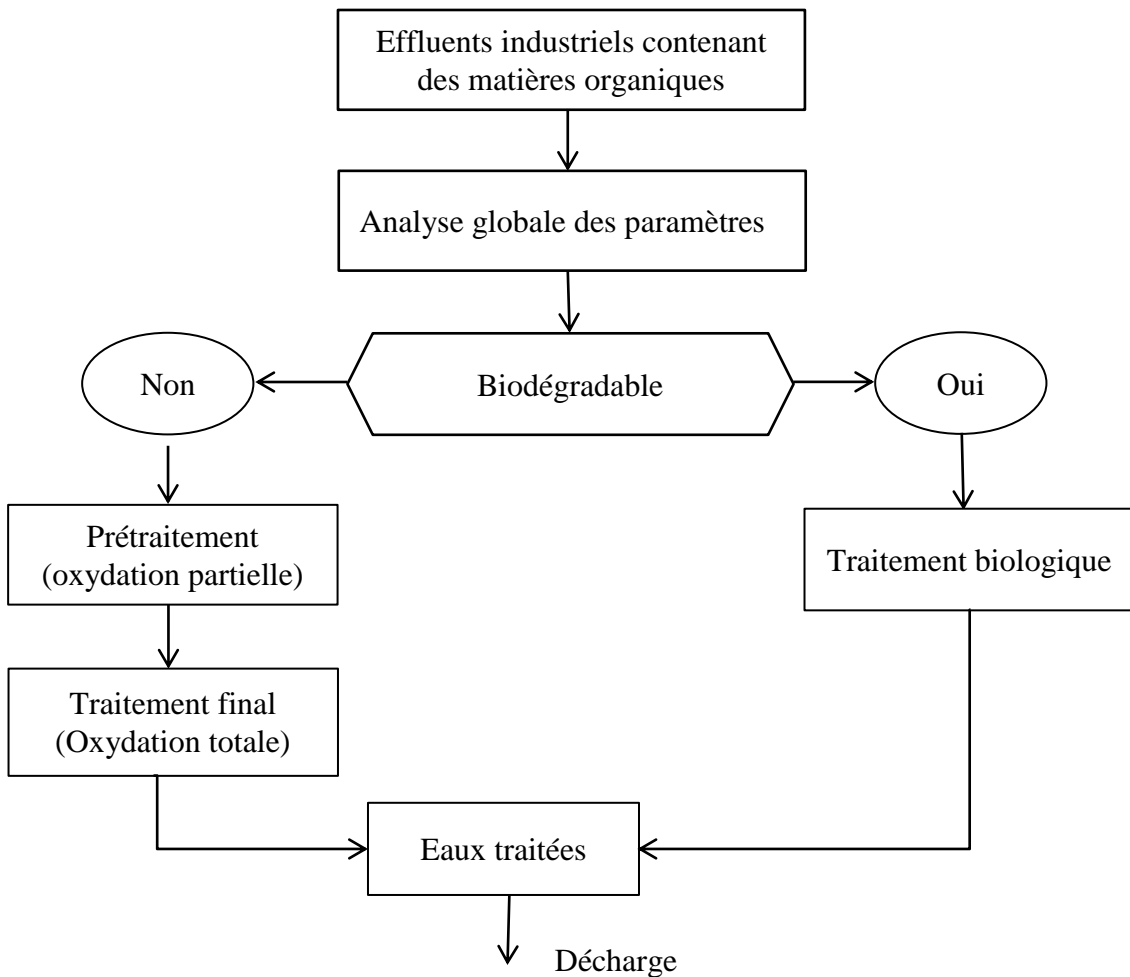 Effluents industriels contenant
des matières organiques
Analyse globale des paramètres
Non
Biodégradable
Oui
Prétraitement
(oxydation partielle)
Traitement biologique
Traitement final
(Oxydation totale)
Eaux traitées
Décharge